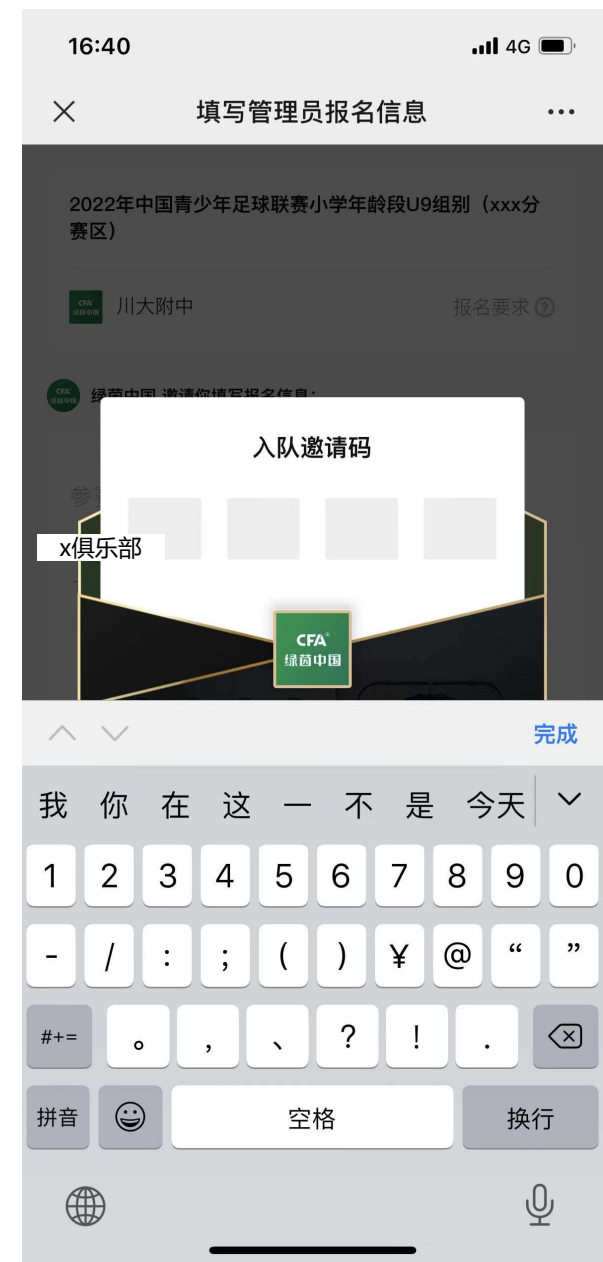 16:40
4G
填写管理员报名信息
2022年中国青少年足球联赛小学年龄段U9组别（xxx分
赛区）
CFA
绿茵中国
川大附中
报名要求?
CFA
绿茵中国
绿茵中国 邀请你填写报名信息：
入队邀请码
x俱乐部
CFA
绿茵中国
完成
我 你 在 这 一 不 是 今天
1 2 3 4 5 6 7 8 9 0
- / : ; ( ) ¥ @ “ ”
#+= 。 , 、 ? ! .
拼音 空格 换行